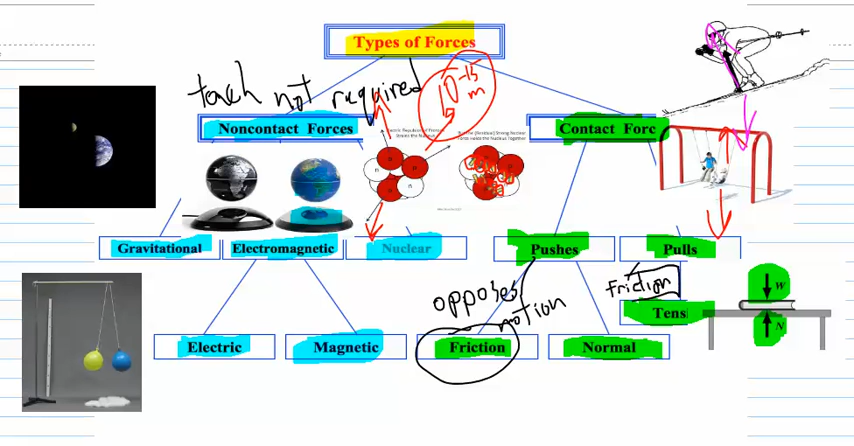 Types of Forces
touch not required
10⁻¹⁵
m
Noncontact Forces
Contact Forc
Gravitational
Electromagnetic
Nuclear
Pushes
Pulls
opposes
motion
friction
Tens
W
N
Electric
Magnetic
Friction
Normal